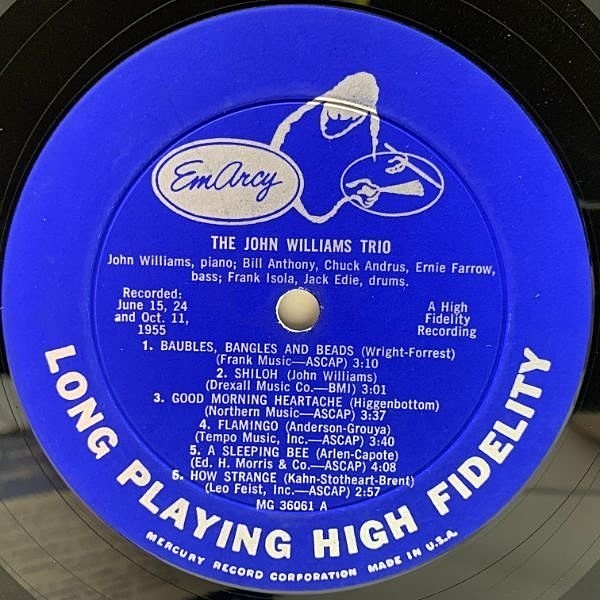 EmArcy
THE JOHN WILLIAMS TRIO
John Williams, piano; Bill Anthony, Chuck Andrus, Ernie Farrow,
bass; Frank Isola, Jack Edie, drums.
Recorded:
June 15, 24
and Oct. 11,
1955
A High
Fidelity
Recording
1. BAUBLES, BANGLES AND BEADS (Wright-Forrest)
(Frank Music—ASCAP) 3:10
2. SHILOH (John Williams)
(Drexall Music Co.—BMI) 3:01
3. GOOD MORNING HEARTACHE (Higgenbottom)
(Northern Music—ASCAP) 3:37
4. FLAMINGO (Anderson-Grouya)
(Tempo Music, Inc.—ASCAP) 3:40
5. A SLEEPING BEE (Arlen-Capote)
(Ed. H. Morris & Co.—ASCAP) 4:08
6. HOW STRANGE (Kahn-Stotheart-Brent)
(Leo Feist, Inc.—ASCAP) 2:57
MG 36061 A
LONG PLAYING HIGH FIDELITY
MERCURY RECORD CORPORATION MADE IN U.S.A.